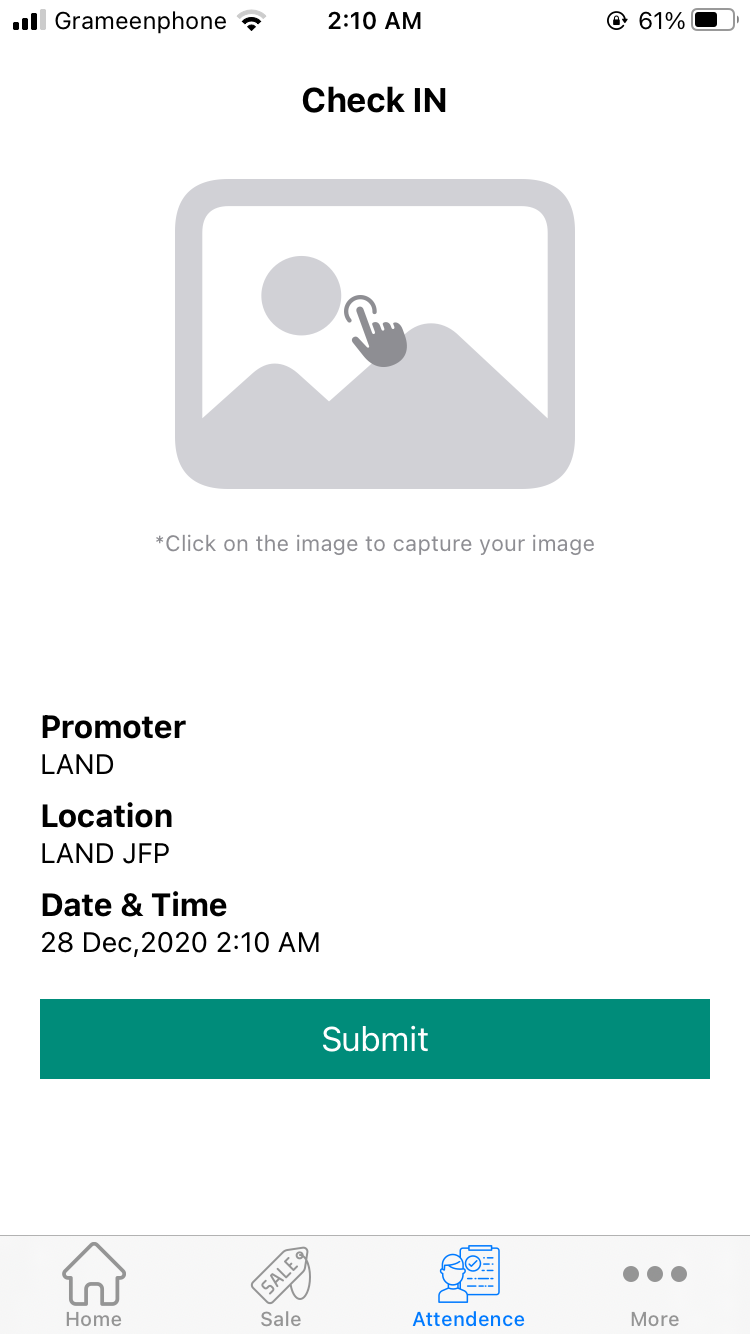 Grameenphone 2:10 AM 61%
Check IN
*Click on the image to capture your image
Promoter
LAND
Location
LAND JFP
Date & Time
28 Dec,2020 2:10 AM
Submit
SALE
Home Sale Attendence More